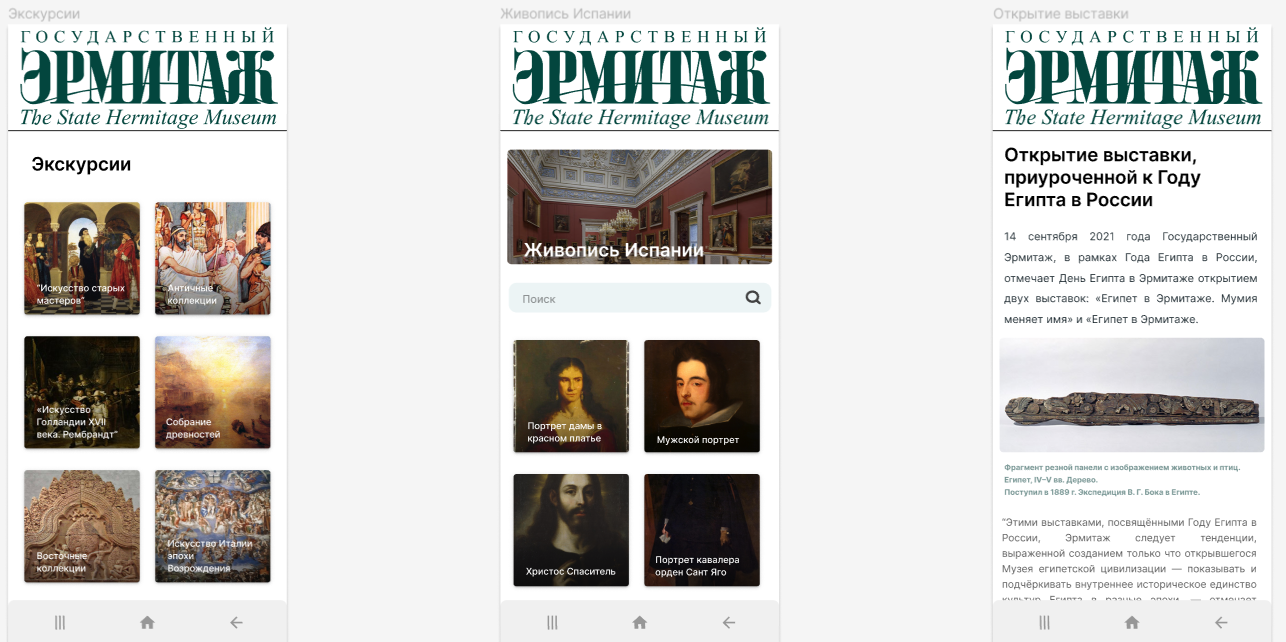 Экскурсии
ГОСУДАРСТВЕННЫЙ
ЭРМИТАЖ
The State Hermitage Museum
Экскурсии
"Искусство старых
мастеров"
Античные
коллекции
«Искусство
Голландии XVII
века. Рембрандт"
Собрание
древностей
Восточные
коллекции
Искусство Италии
эпохи
Возрождения
Живопись Испании
ГОСУДАРСТВЕННЫЙ
ЭРМИТАЖ
The State Hermitage Museum
Живопись Испании
Поиск
Портрет дамы в
красном платье
Мужской портрет
Христос Спаситель
Портрет кавалера
орден Сант Яго
Открытие выставки
ГОСУДАРСТВЕННЫЙ
ЭРМИТАЖ
The State Hermitage Museum
Открытие выставки,
приуроченной к Году
Египта в России
14 сентября 2021 года Государственный
Эрмитаж, в рамках Года Египта в России,
отмечает День Египта в Эрмитаже открытием
двух выставок: «Египет в Эрмитаже. Мумия
меняет имя» и «Египет в Эрмитаже.
Фрагмент резной панели с изображением животных и птиц.
Египет, IV–V вв. Дерево.
Поступил в 1889 г. Экспедиция В. Г. Бока в Египте.
"Этими выставками, посвящёнными Году Египта в
России, Эрмитаж следует тенденции,
выраженной созданием только что открывшегося
Музея египетской цивилизации — показывать и
подчёркивать внутреннее историческое единство
культур Египта в разные эпохи, — отмечает